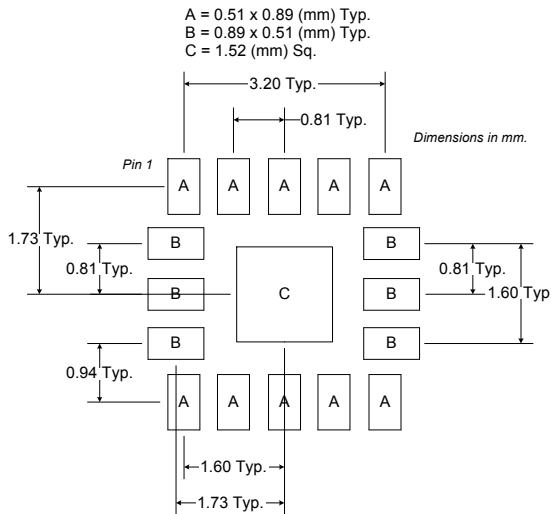 A = 0.51 x 0.89 (mm) Typ.
B = 0.89 x 0.51 (mm) Typ.
C = 1.52 (mm) Sq.
3.20 Typ.
0.81 Typ.
Dimensions in mm.
Pin 1
A A A A A
1.73 Typ.
B B
0.81 Typ. 0.81 Typ.
B C B
1.60 Typ
B B
0.94 Typ.
A A A A A
1.60 Typ.
1.73 Typ.